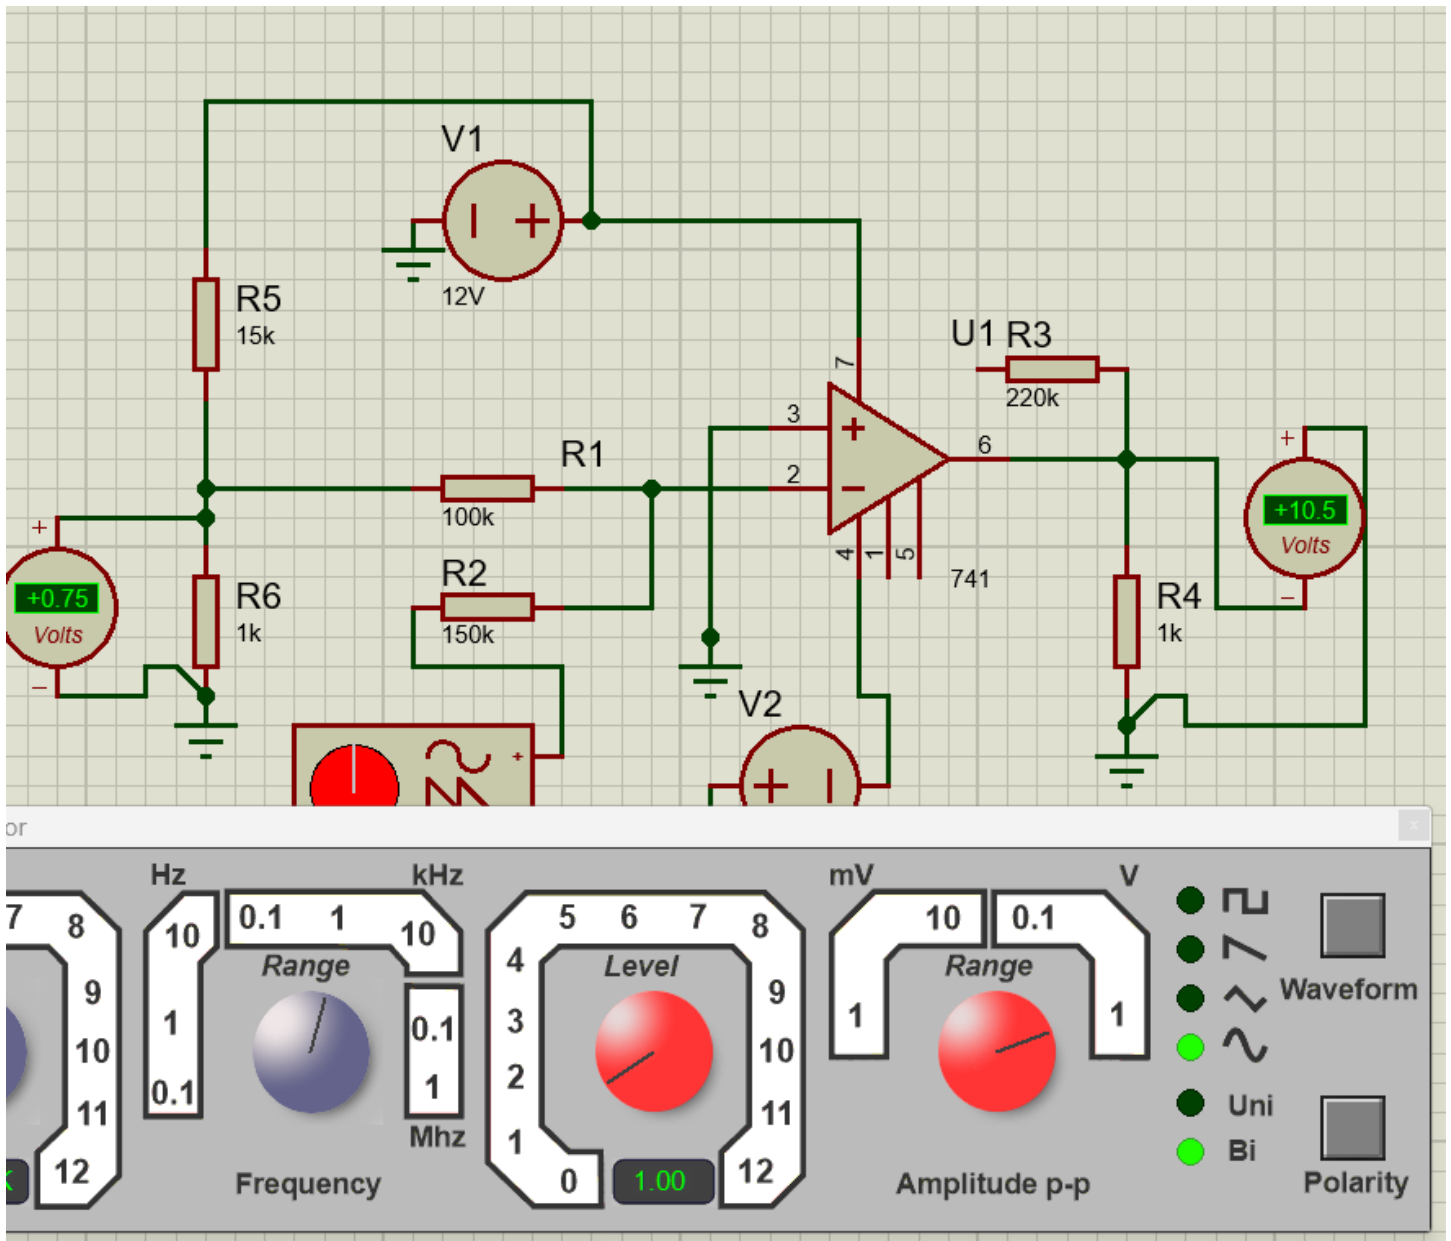 V1
12V
R5
15k
U1 R3
220k
7
3
6
2
R1
100k
+10.5
Volts
4 1 5
741
R2
150k
R6
1k
+0.75
Volts
R4
1k
V2
or
Hz
kHz
mV
V
7 8 9 10 11 12
10 1 0.1
0.1 1 10
0.1 1
Mhz
Range
Frequency
0 1 2 3 4 5 6 7 8 9 10 11 12
Level
1.00
1 10
0.1 1
Range
Amplitude p-p
Waveform
Uni
Bi
Polarity